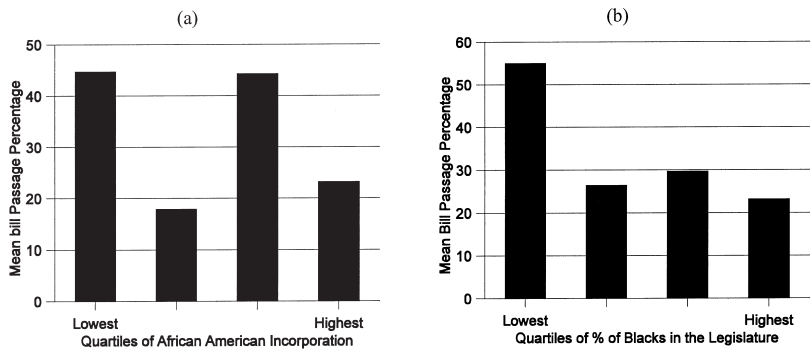 (a)
Mean bill Passage Percentage
50
40
30
20
10
0
Lowest
Highest
Quartiles of African American Incorporation
(b)
Mean Bill Passage Percentage
60
50
40
30
20
10
0
Lowest
Highest
Quartiles of % of Blacks in the Legislature